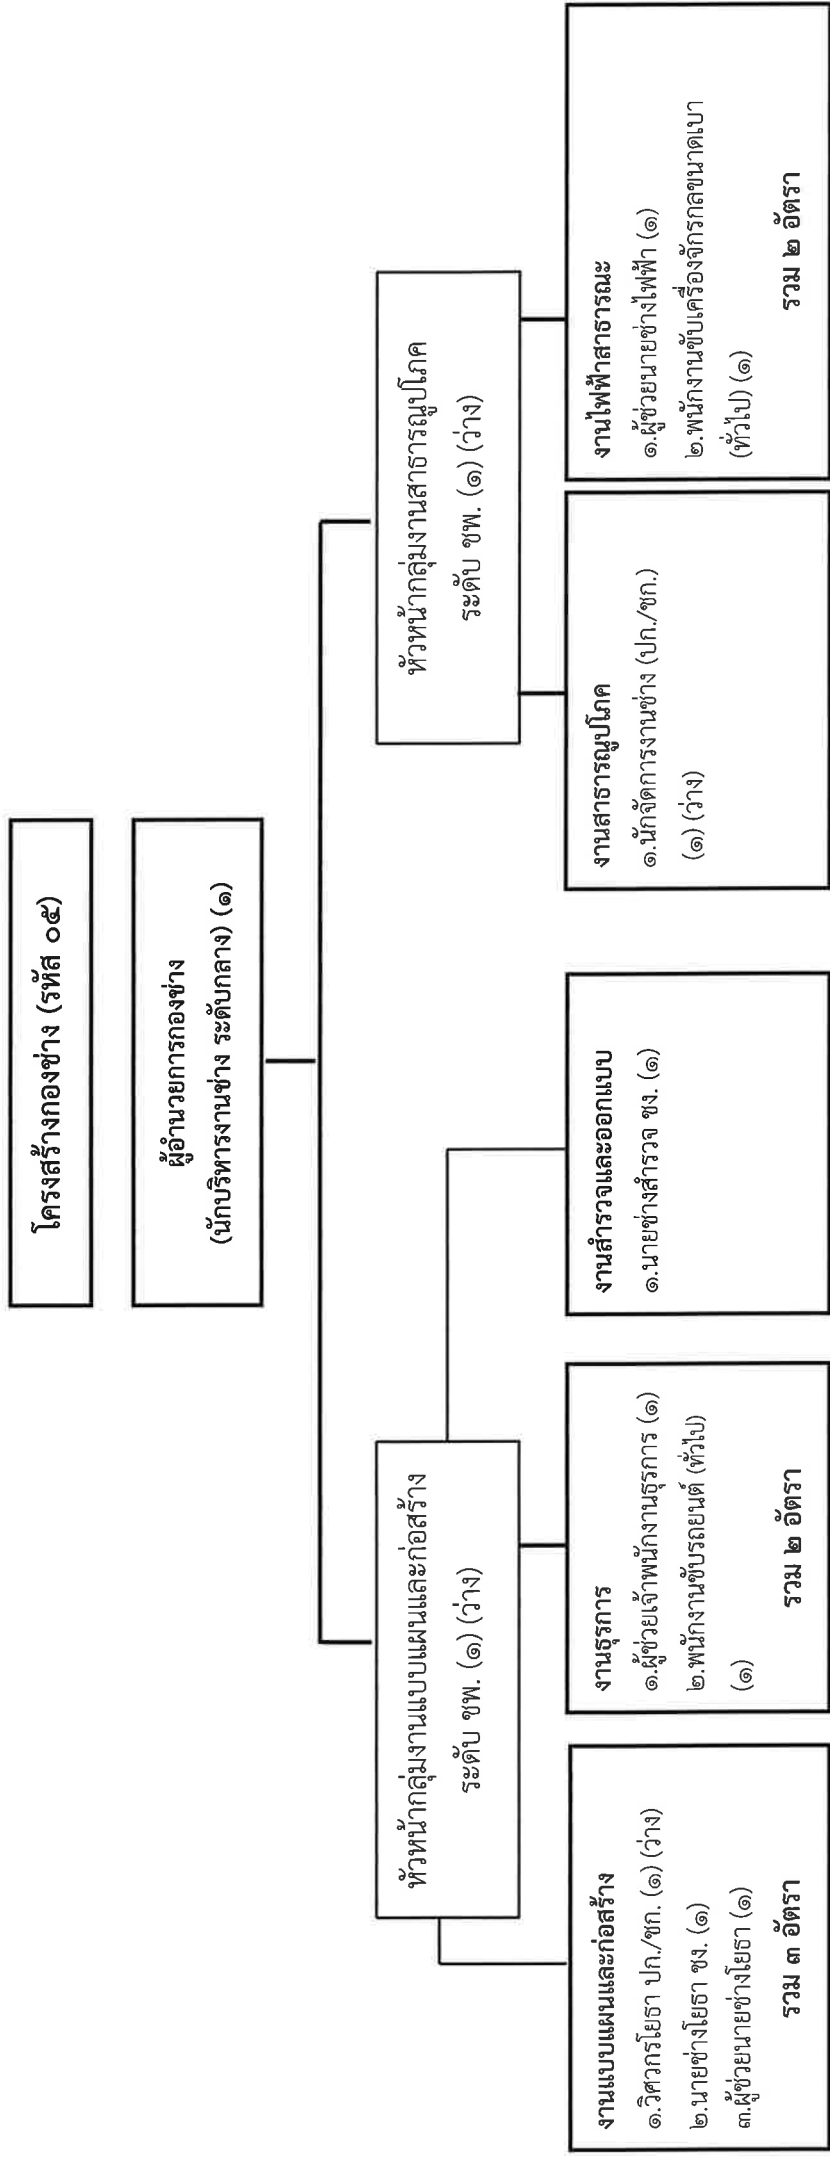 โครงสร้างกองช่าง (รหัส ๐๕)
ผู้อำนวยการกองช่าง
(นักบริหารงานช่าง ระดับกลาง) (๑)
หัวหน้ากลุ่มงานแบบแผนและก่อสร้าง
ระดับ ชพ. (๑) (ว่าง)
หัวหน้ากลุ่มงานสาธารณูปโภค
ระดับ ชพ. (๑) (ว่าง)
งานแบบแผนและก่อสร้าง
๑.วิศวกรโยธา ปก./ชก. (๑) (ว่าง)
๒.นายช่างโยธา ชง. (๑)
๓.ผู้ช่วยนายช่างโยธา (๑)
รวม ๓ อัตรา
งานธุรการ
๑.ผู้ช่วยเจ้าพนักงานธุรการ (๑)
๒.พนักงานขับรถยนต์ (ทั่วไป)
(๑)
รวม ๒ อัตรา
งานสำรวจและออกแบบ
๑.นายช่างสำรวจ ชง. (๑)
งานสาธารณูปโภค
๑.นักจัดการงานช่าง (ปก./ชก.)
(๑) (ว่าง)
งานไฟฟ้าสาธารณะ
๑.ผู้ช่วยนายช่างไฟฟ้า (๑)
๒.พนักงานขับเครื่องจักรกลขนาดเบา
(ทั่วไป) (๑)
รวม ๒ อัตรา